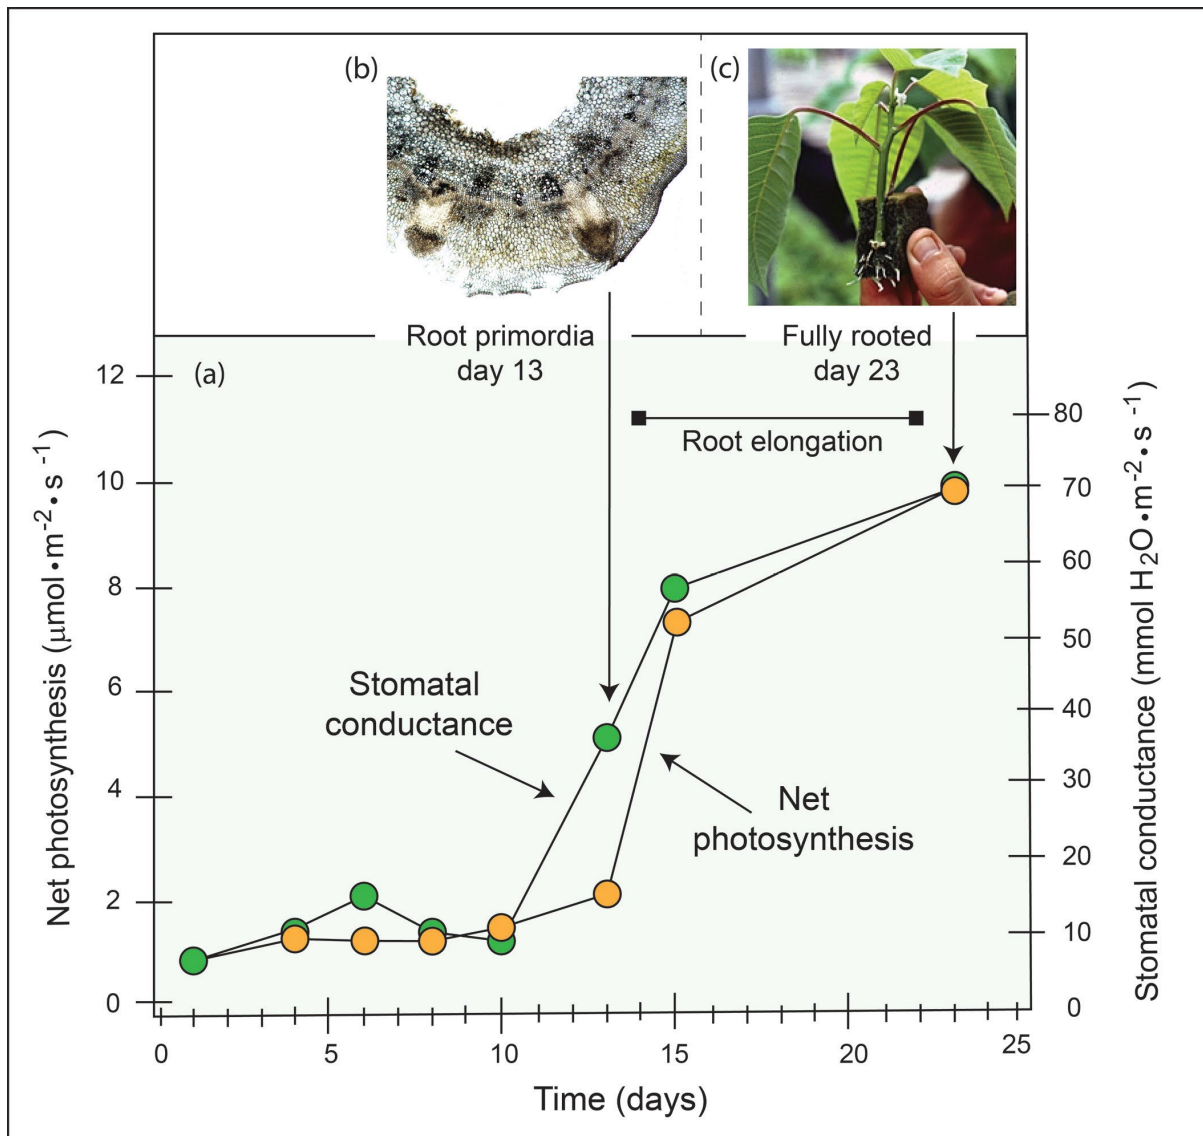 (b)
(c)
Root primordia
day 13
Fully rooted
day 23
(a)
Root elongation
Stomatal
conductance
Net
photosynthesis
Net photosynthesis (µmol•m⁻²•s ⁻¹)
12
10
8
6
4
2
0
Stomatal conductance (mmol H₂O•m⁻²•s ⁻¹)
80
70
60
50
40
30
20
10
0
0 5 10 15 20 25
Time (days)